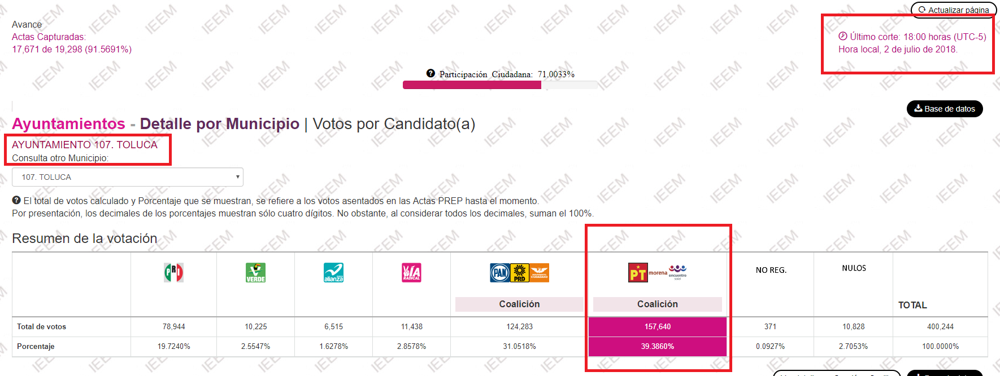 Actualizar página
Avance
Actas Capturadas:
17,671 de 19,298 (91.5691%)
Último corte: 18:00 horas (UTC-5)
Hora local, 2 de julio de 2018.
Participación Ciudadana: 71.0033%
Base de datos
Ayuntamientos - Detalle por Municipio | Votos por Candidato(a)
AYUNTAMIENTO 107. TOLUCA
Consulta otro Municipio:
107. TOLUCA
El total de votos calculado y Porcentaje que se muestran, se refiere a los votos asentados en las Actas PREP hasta el momento.
Por presentación, los decimales de los porcentajes muestran sólo cuatro dígitos. No obstante, al considerar todos los decimales, suman el 100%.
Resumen de la votación
PRI VERDE nueva alianza VÍA RADICAL PAN PRD MOVIMIENTO CIUDADANO PT morena encuentro social NO REG. NULOS
Coalición Coalición TOTAL
Total de votos 78,944 10,225 6,515 11,438 124,283 157,640 371 10,828 400,244
Porcentaje 19.7240% 2.5547% 1.6278% 2.8578% 31.0518% 39.3860% 0.0927% 2.7053% 100.0000%
IEEM